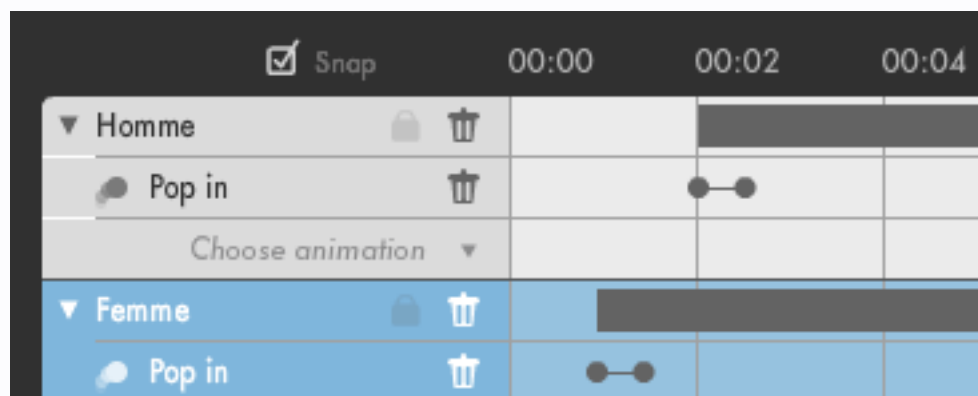 Snap 00:00 00:02 00:04
Homme
Pop in
Choose animation
Femme
Pop in